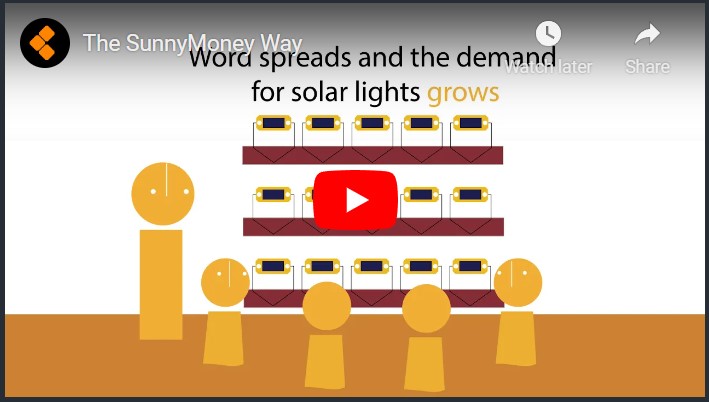 The SunnyMoney Way
Watch later
Share
Word spreads and the demand
for solar lights grows